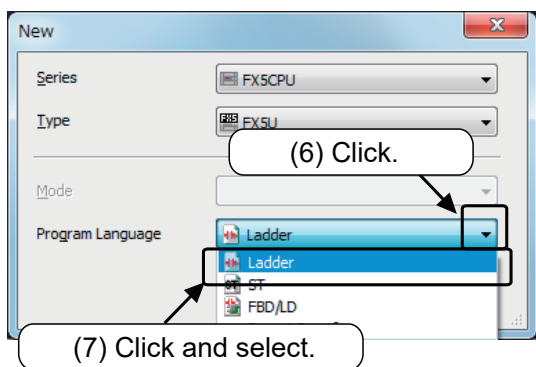 New
Series
FX5CPU
Type
FX5U
(6) Click.
Mode
Program Language
Ladder
Ladder
ST
FBD/LD
(7) Click and select.